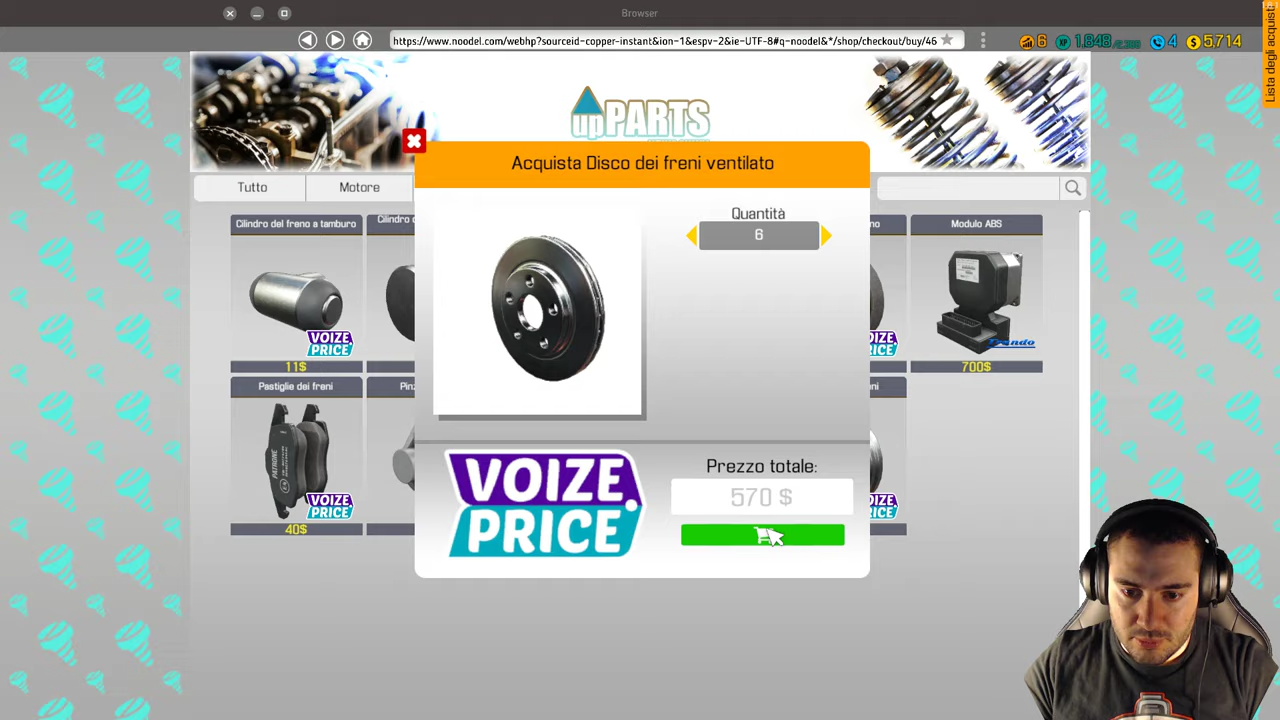 Browser
https://www.noodel.com/webhp?sourceid-copper-instant&ion-1&espv-2&ie-UTF-8#q-noodel&*/shop/checkout/buy/46
6
XP 1,848
4
$ 5,714
Lista degli acquisti
upPARTS
Acquista Disco dei freni ventilato
Tutto
Motore
Quantità
6
Cilindro del freno a tamburo
Modulo ABS
VOIZE.
PRICE
11$
700$
Pastiglie dei freni
VOIZE
PRICE
40$
VOIZE.
PRICE
Prezzo totale:
570 $